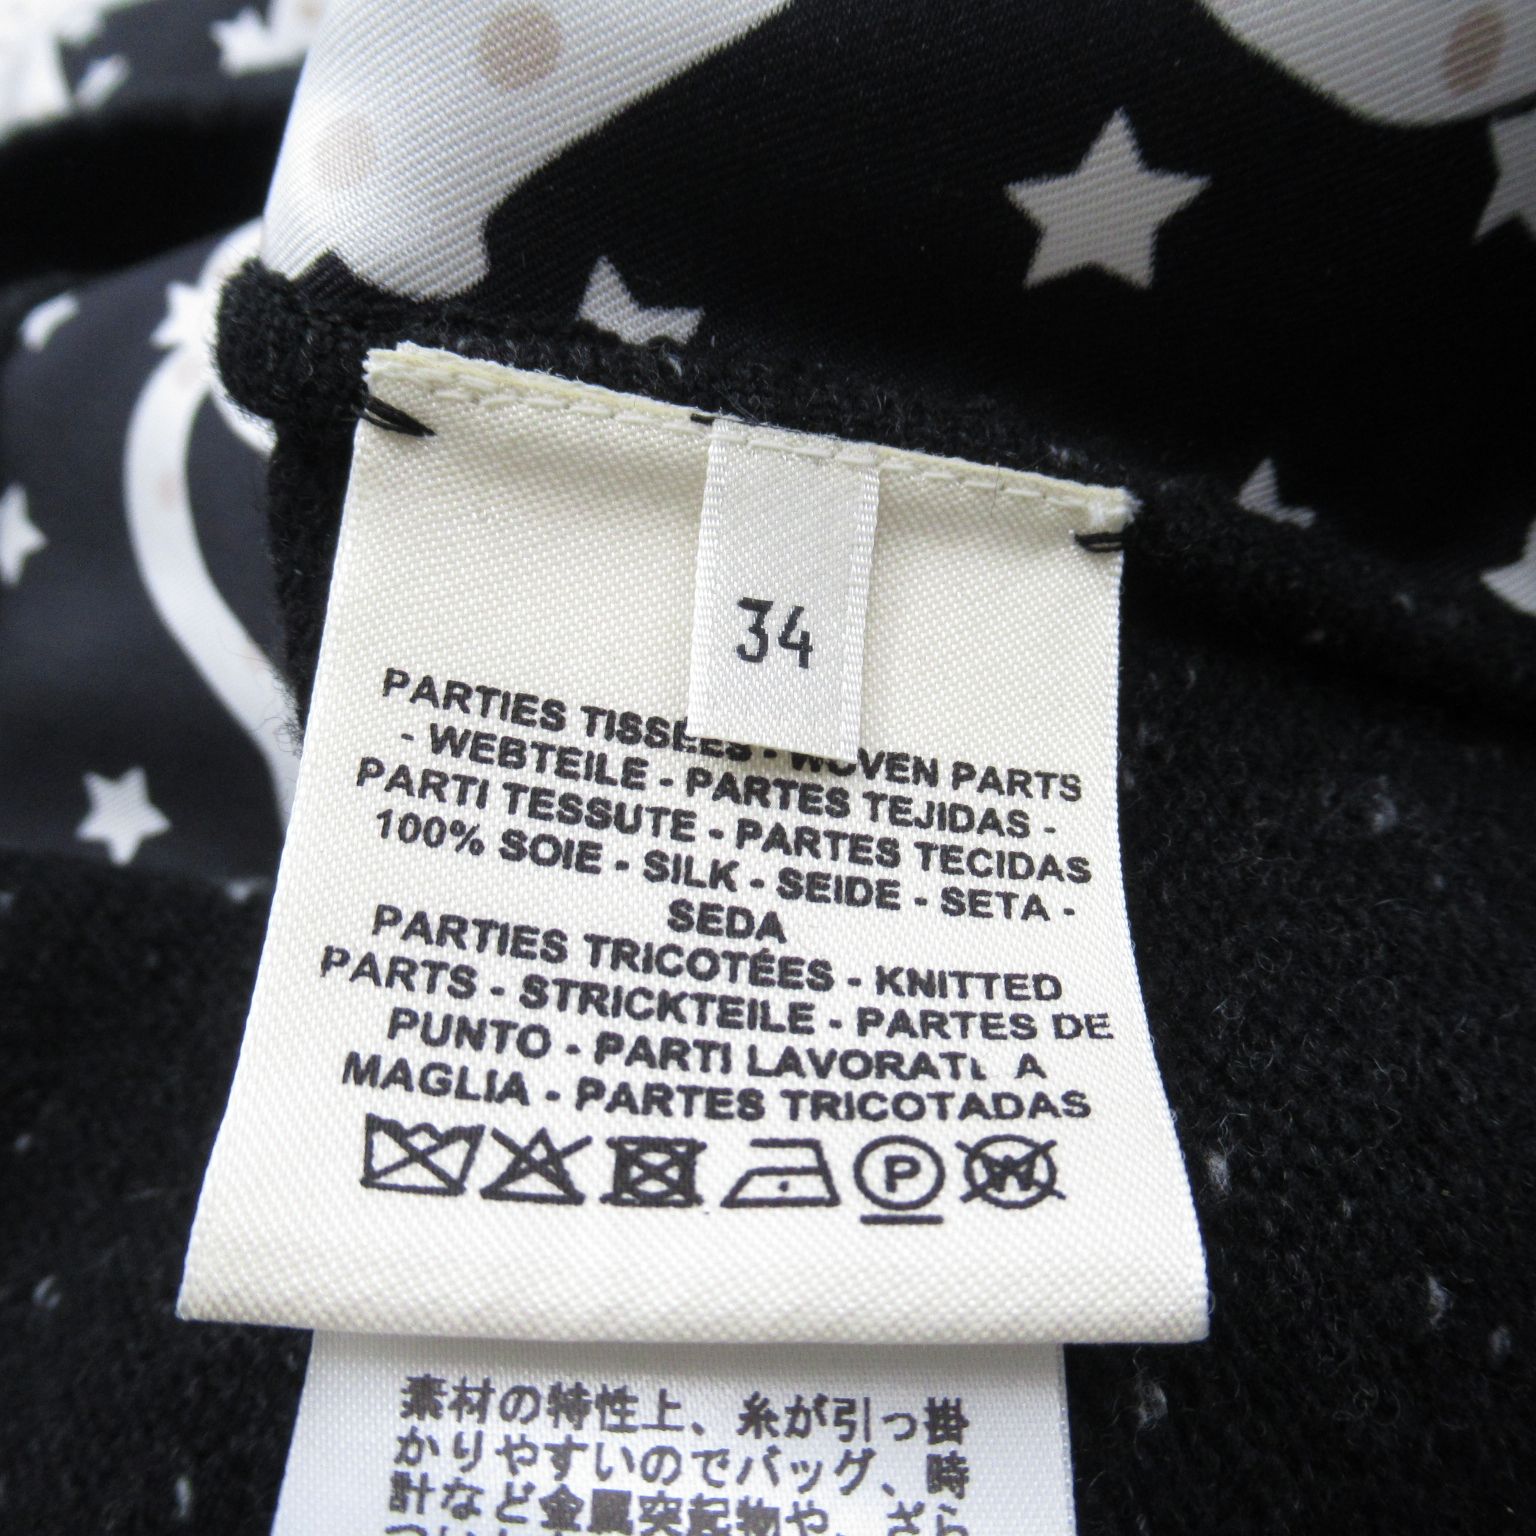 34
PARTIES TISSÉES - WOVEN PARTS
- WEBTEILE - PARTES TEJIDAS -
PARTI TESSUTE - PARTES TECIDAS
100% SOIE - SILK - SEIDE - SETA -
SEDA
PARTIES TRICOTÉES - KNITTED
PARTS - STRICKTEILE - PARTES DE
PUNTO - PARTI LAVORATI A
MAGLIA - PARTES TRICOTADAS
P
W
素材の特性上、糸が引っ掛
かりやすいのでバッグ、時
計など金属突起物や、ざら